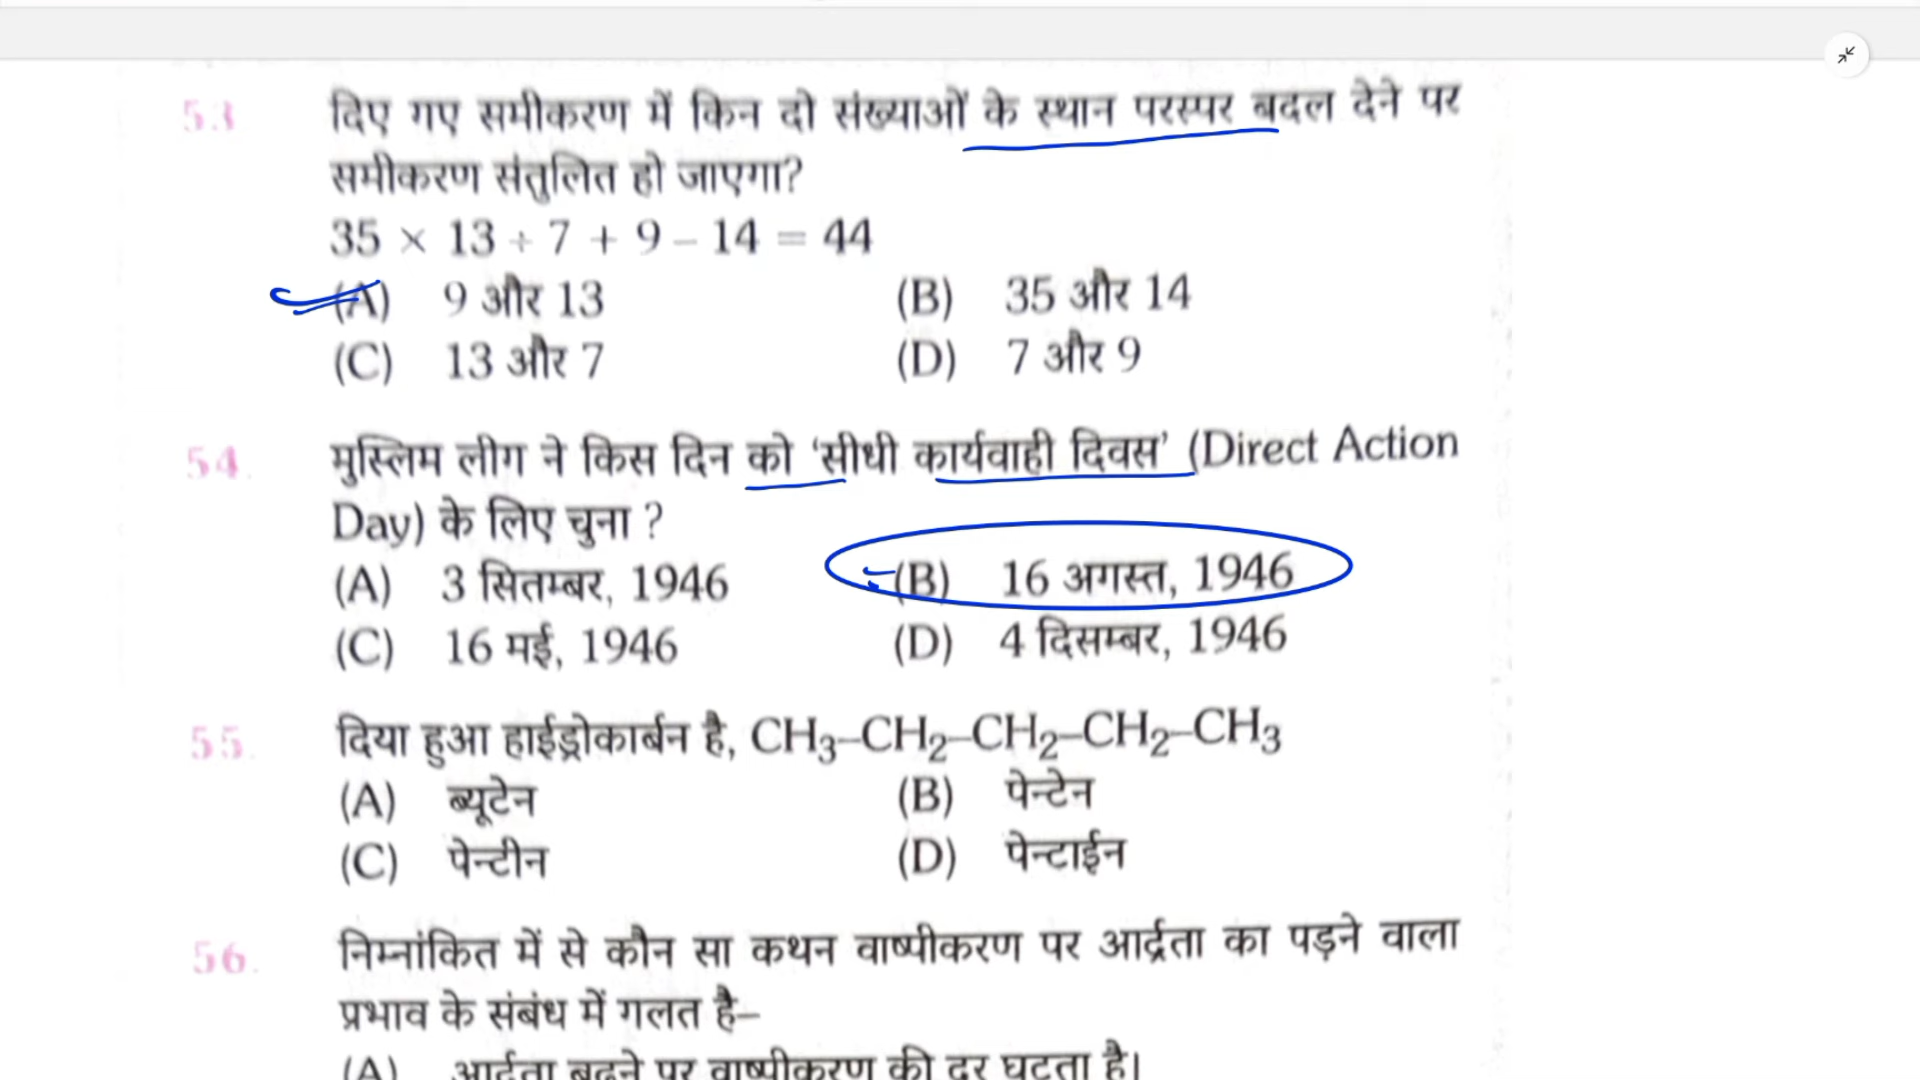 53 दिए गए समीकरण में किन दो संख्याओं के स्थान परस्पर बदल देने पर
समीकरण संतुलित हो जाएगा?
35 × 13 ÷ 7 + 9 – 14 = 44
(A) 9 और 13 (B) 35 और 14
(C) 13 और 7 (D) 7 और 9
54. मुस्लिम लीग ने किस दिन को ‘सीधी कार्यवाही दिवस’ (Direct Action
Day) के लिए चुना ?
(A) 3 सितम्बर, 1946 (B) 16 अगस्त, 1946
(C) 16 मई, 1946 (D) 4 दिसम्बर, 1946
55. दिया हुआ हाईड्रोकार्बन है, CH₃–CH₂–CH₂–CH₂–CH₃
(A) ब्यूटेन (B) पेन्टेन
(C) पेन्टीन (D) पेन्टाईन
56. निम्नांकित में से कौन सा कथन वाष्पीकरण पर आर्द्रता का पड़ने वाला
प्रभाव के संबंध में गलत है–
(A) आर्द्रता बढ़ने पर वाष्पीकरण की दर घटता है।